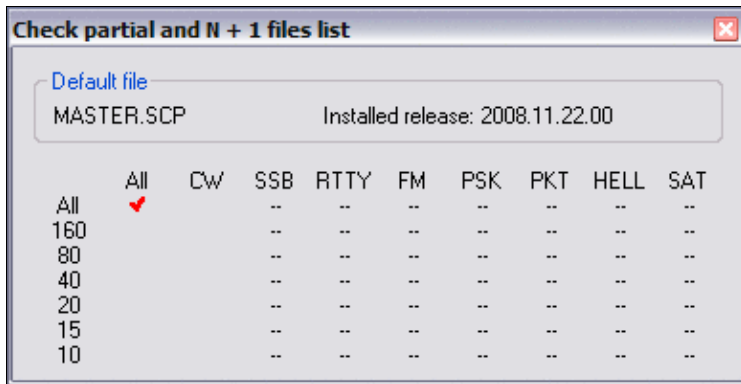 Check partial and N + 1 files list
Default file
MASTER.SCP Installed release: 2008.11.22.00
All CW SSB RTTY FM PSK PKT HELL SAT
All -- -- -- -- -- -- --
160 -- -- -- -- -- -- --
80 -- -- -- -- -- -- --
40 -- -- -- -- -- -- --
20 -- -- -- -- -- -- --
15 -- -- -- -- -- -- --
10 -- -- -- -- -- -- --